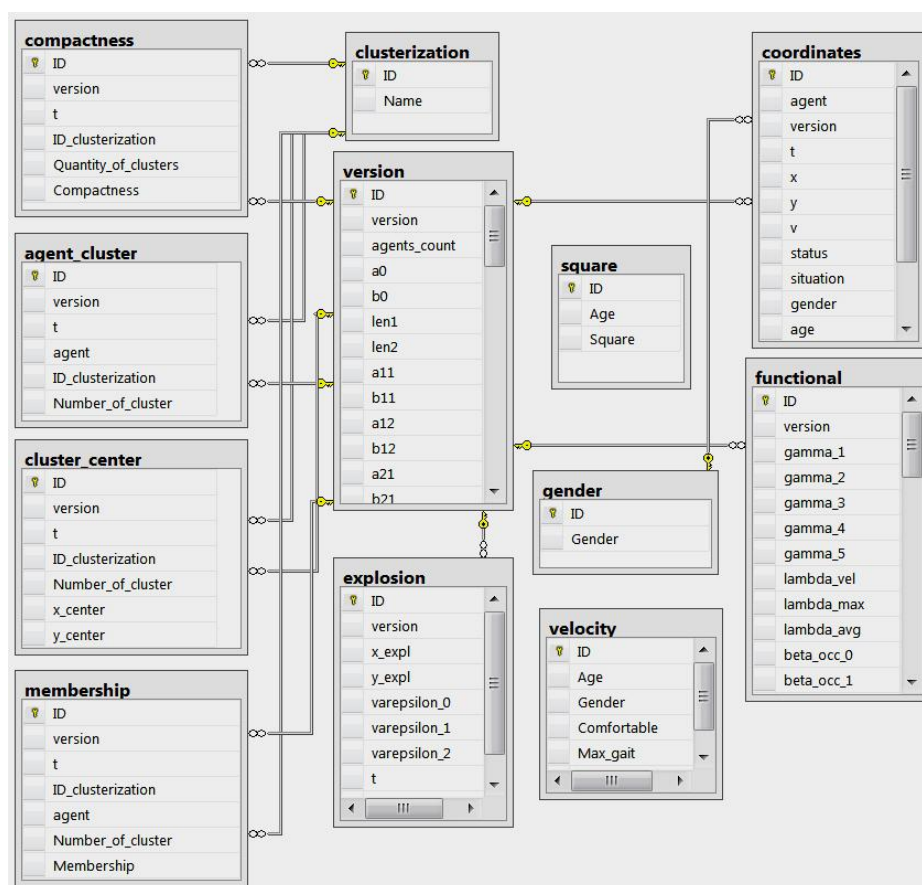 compactness
ID
version
t
ID_clusterization
Quantity_of_clusters
Compactness
clusterization
ID
Name
coordinates
ID
agent
version
t
x
y
v
status
situation
gender
age
version
ID
version
agents_count
a0
b0
len1
len2
a11
b11
a12
b12
a21
b21
agent_cluster
ID
version
t
agent
ID_clusterization
Number_of_cluster
square
ID
Age
Square
functional
ID
version
gamma_1
gamma_2
gamma_3
gamma_4
gamma_5
lambda_vel
lambda_max
lambda_avg
beta_occ_0
beta_occ_1
cluster_center
ID
version
t
ID_clusterization
Number_of_cluster
x_center
y_center
gender
ID
Gender
explosion
ID
version
x_expl
y_expl
varepsilon_0
varepsilon_1
varepsilon_2
t
velocity
ID
Age
Gender
Comfortable
Max_gait
membership
ID
version
t
ID_clusterization
agent
Number_of_cluster
Membership